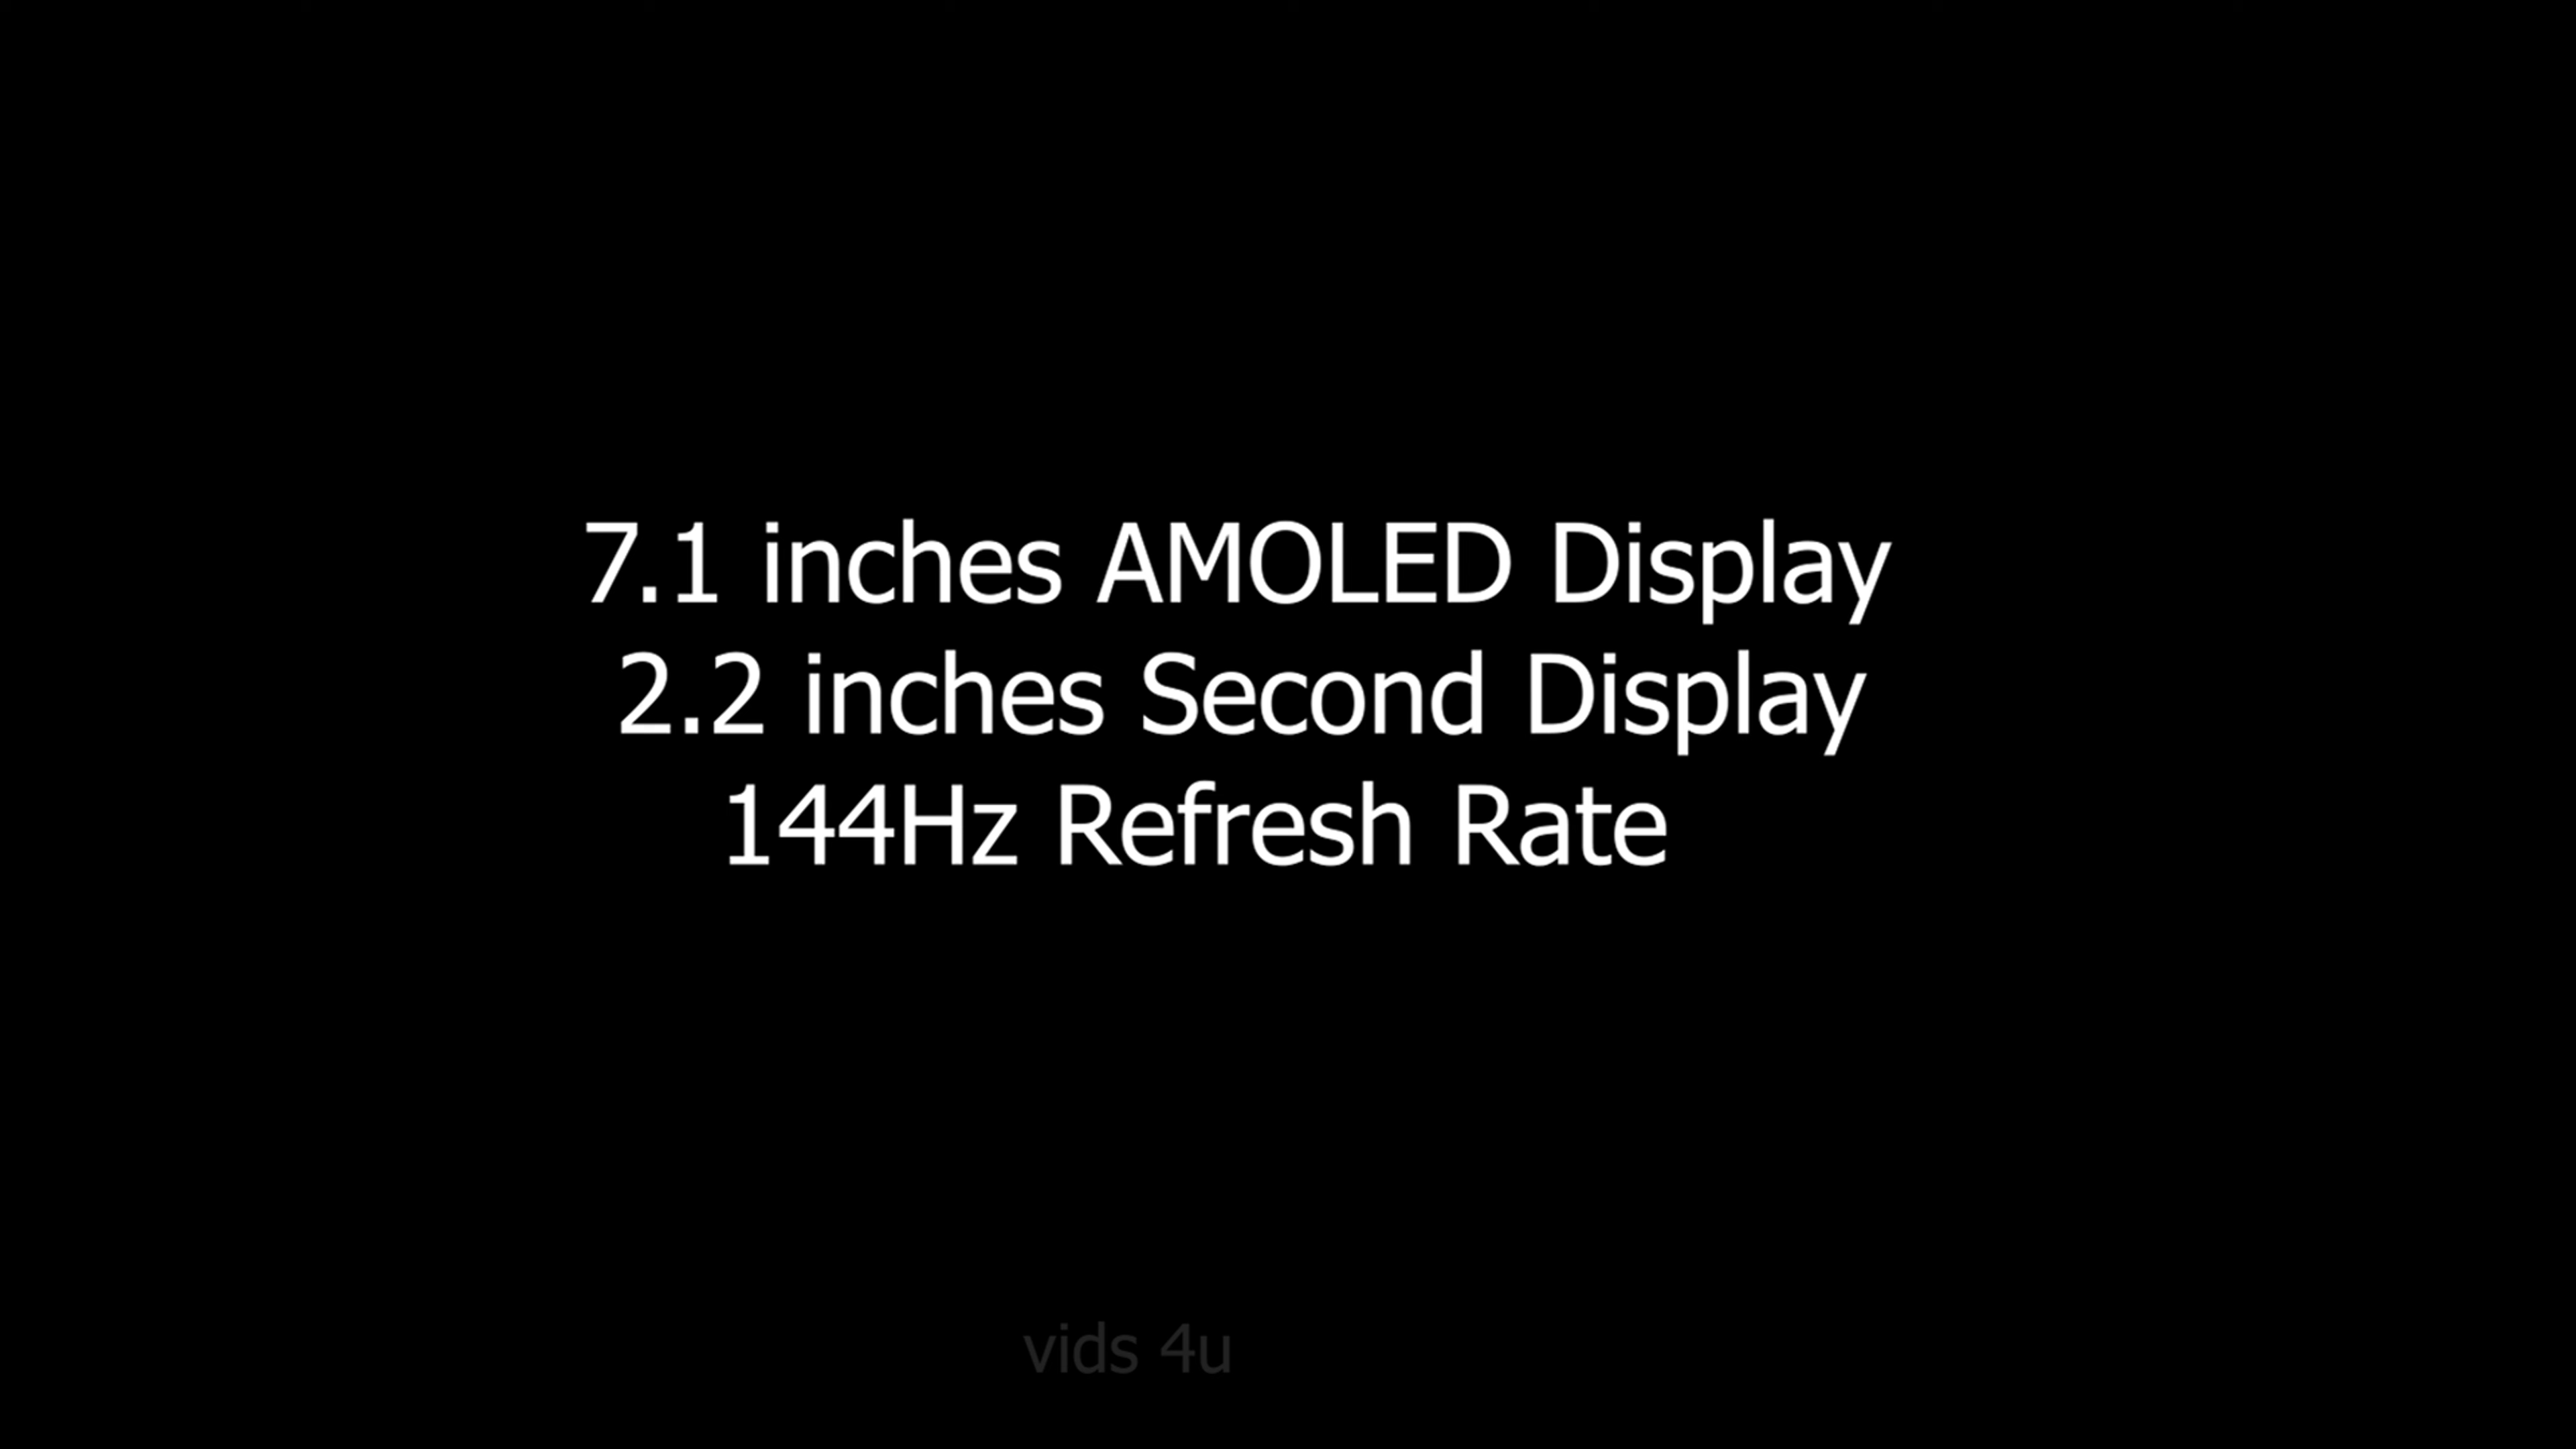 7.1 inches AMOLED Display
2.2 inches Second Display
144Hz Refresh Rate
vids 4u